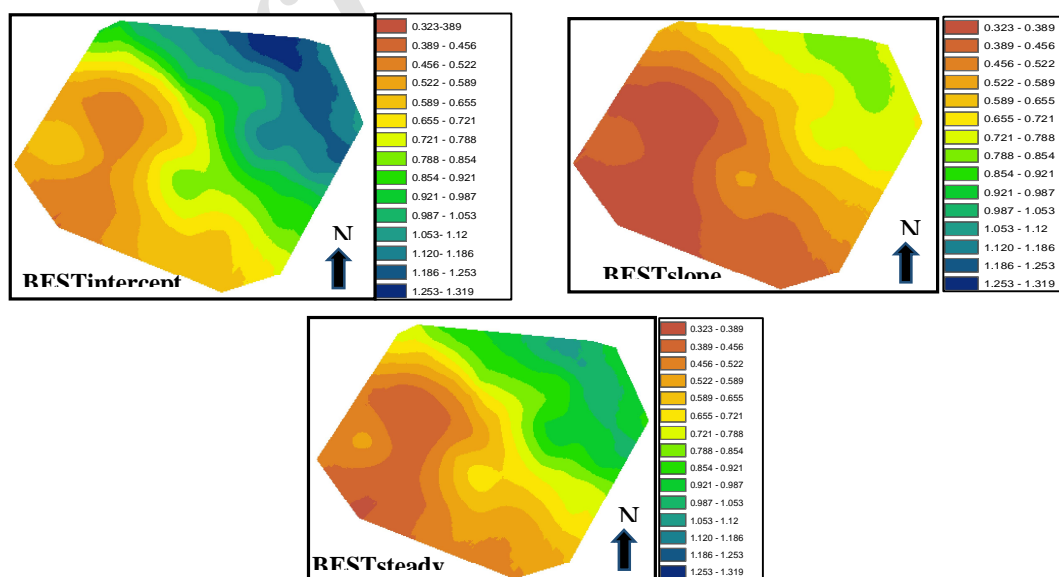 0.323-389
0.389 - 0.456
0.456 - 0.522
0.522 - 0.589
0.589 - 0.655
0.655 - 0.721
0.721 - 0.788
0.788 - 0.854
0.854 - 0.921
0.921 - 0.987
0.987 - 1.053
1.053- 1.12
1.120- 1.186
1.186 - 1.253
1.253- 1.319
N
BESTintercept
0.323 - 0.389
0.389 - 0.456
0.456 - 0.522
0.522 - 0.589
0.589 - 0.655
0.655 - 0.721
0.721 - 0.788
0.788 - 0.854
0.854 - 0.921
0.921 - 0.987
0.987 - 1.053
1.053 - 1.12
1.120 - 1.186
1.186 - 1.253
1.253 - 1.319
N
BESTslope
0.323 - 0.389
0.389 - 0.456
0.456 - 0.522
0.522 - 0.589
0.589 - 0.655
0.655 - 0.721
0.721 - 0.788
0.788 - 0.854
0.854 - 0.921
0.921 - 0.987
0.987 - 1.053
1.053 - 1.12
1.120 - 1.186
1.186 - 1.253
1.253 - 1.319
N
BESTsteady